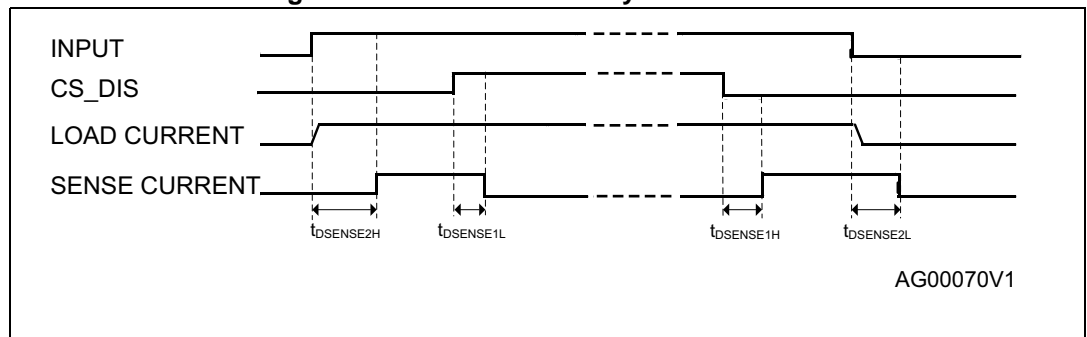 INPUT
CS_DIS
LOAD CURRENT
SENSE CURRENT
tDSENSE2H tDSENSE1L tDSENSE1H tDSENSE2L
AG00070V1